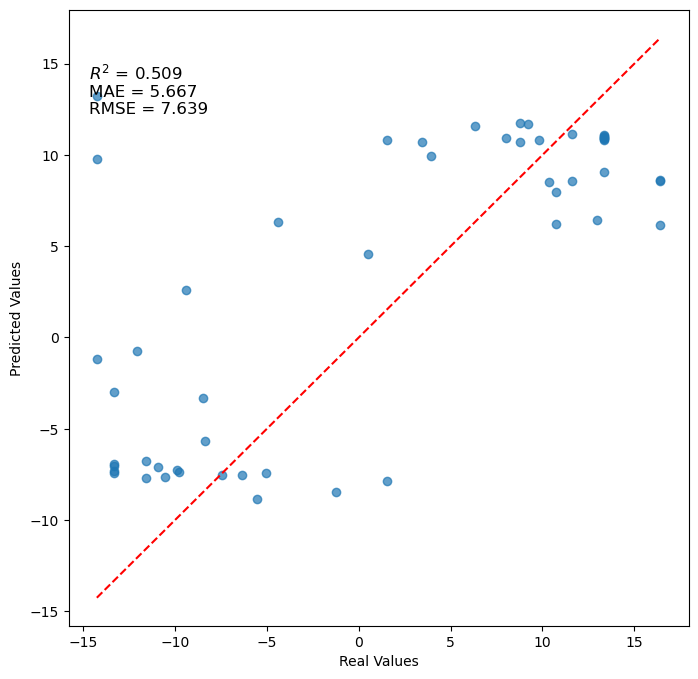 R² = 0.509
MAE = 5.667
RMSE = 7.639
15
10
5
0
−5
−10
−15
Predicted Values
−15 −10 −5 0 5 10 15
Real Values